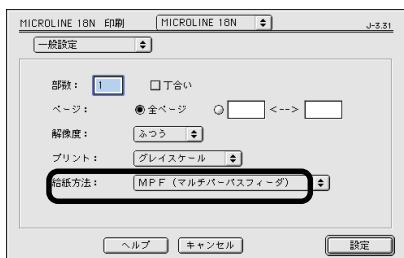 MICROLINE 18N 印刷 MICROLINE 18N J-3.31
一般設定
部数： 1 丁合い
ページ： 全ページ <-->
解像度： ふつう
プリント： グレイスケール
給紙方法： MPF（マルチパーパスフィーダ）
ヘルプ キャンセル 設定